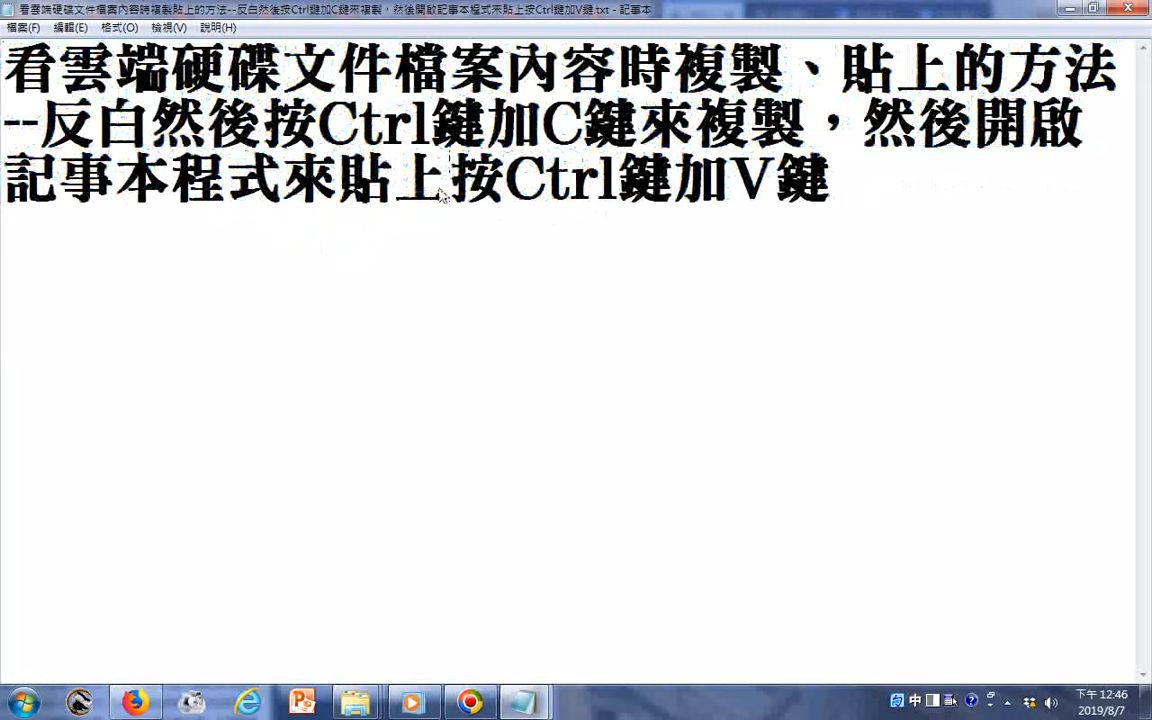 看雲端硬碟文件檔案內容時複製貼上的方法--反白然後按Ctrl鍵加C鍵來複製，然後開啟記事本程式來貼上按Ctrl鍵加V鍵.txt - 記事本
檔案(F) 編輯(E) 格式(O) 檢視(V) 說明(H)
看雲端硬碟文件檔案內容時複製、貼上的方法
--反白然後按Ctrl鍵加C鍵來複製，然後開啟
記事本程式來貼上按Ctrl鍵加V鍵
中
下午 12:46
2019/8/7